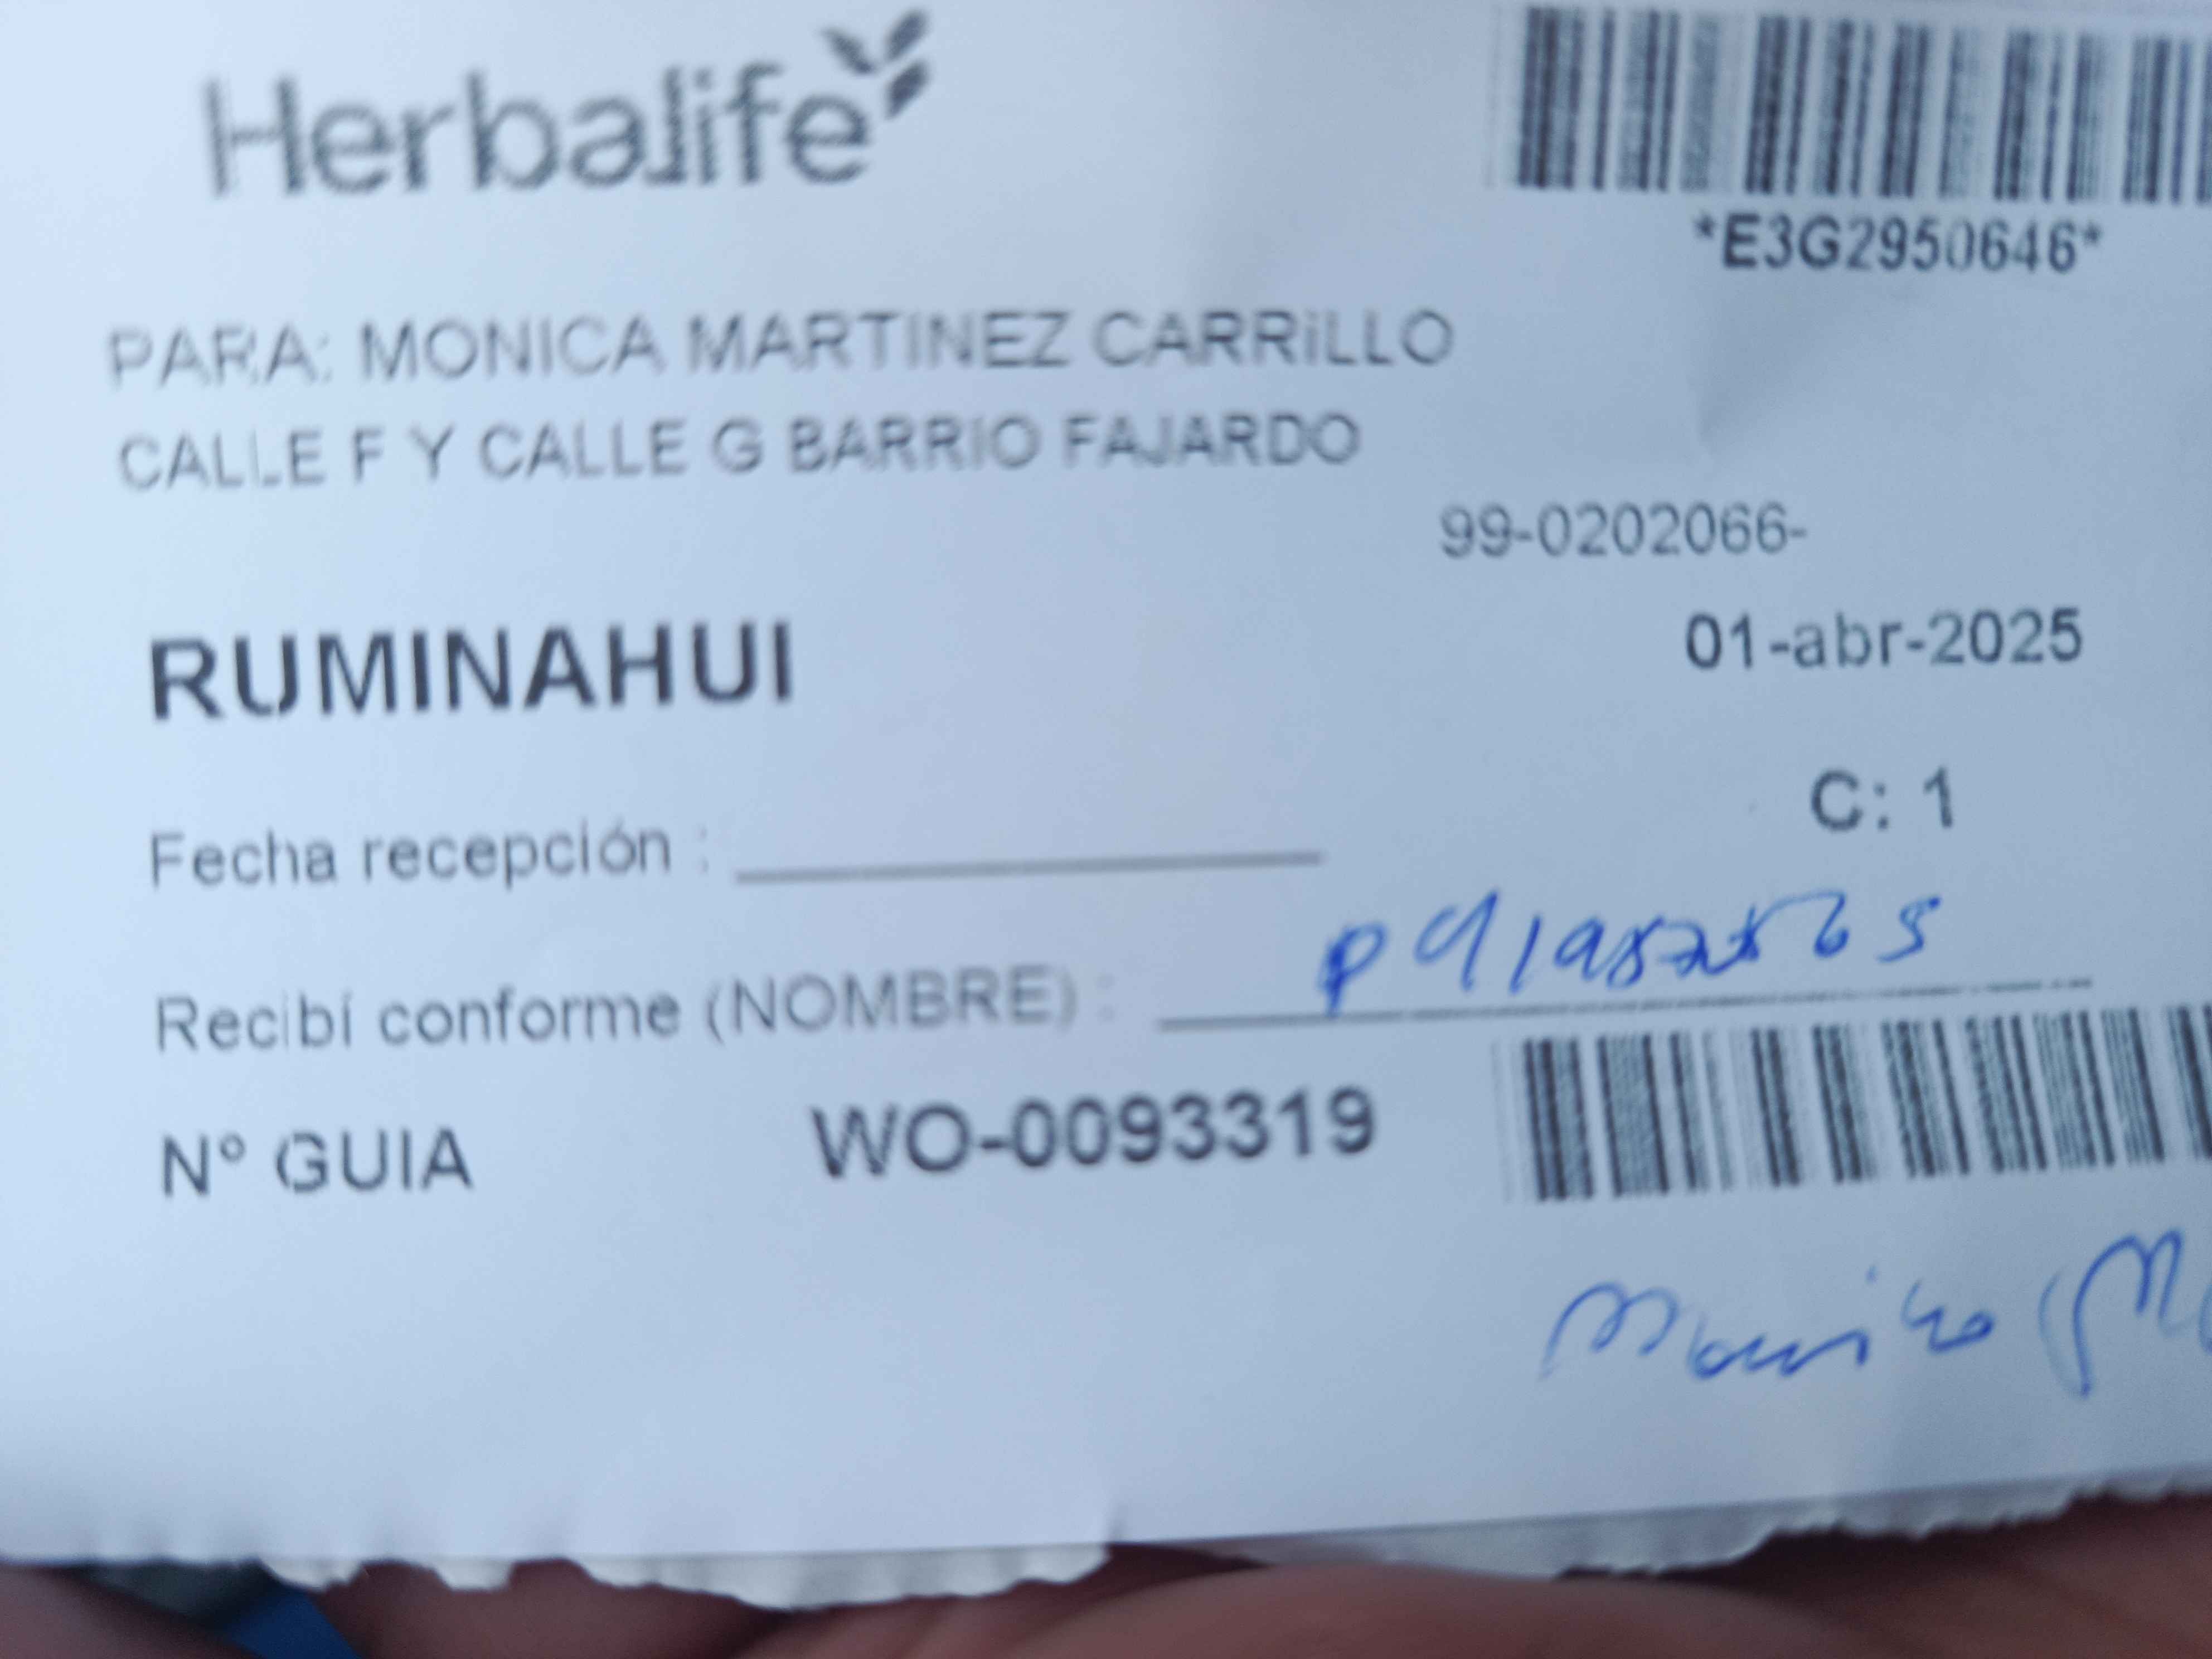 Herbalife
*E3G2950646*
PARA: MONICA MARTINEZ CARRILLO
CALLE F Y CALLE G BARRIO FAJARDO
99-0202066-
RUMINAHUI
01-abr-2025
C: 1
Fecha recepción :
Recibí conforme (NOMBRE) :
Nº GUIA WO-0093319